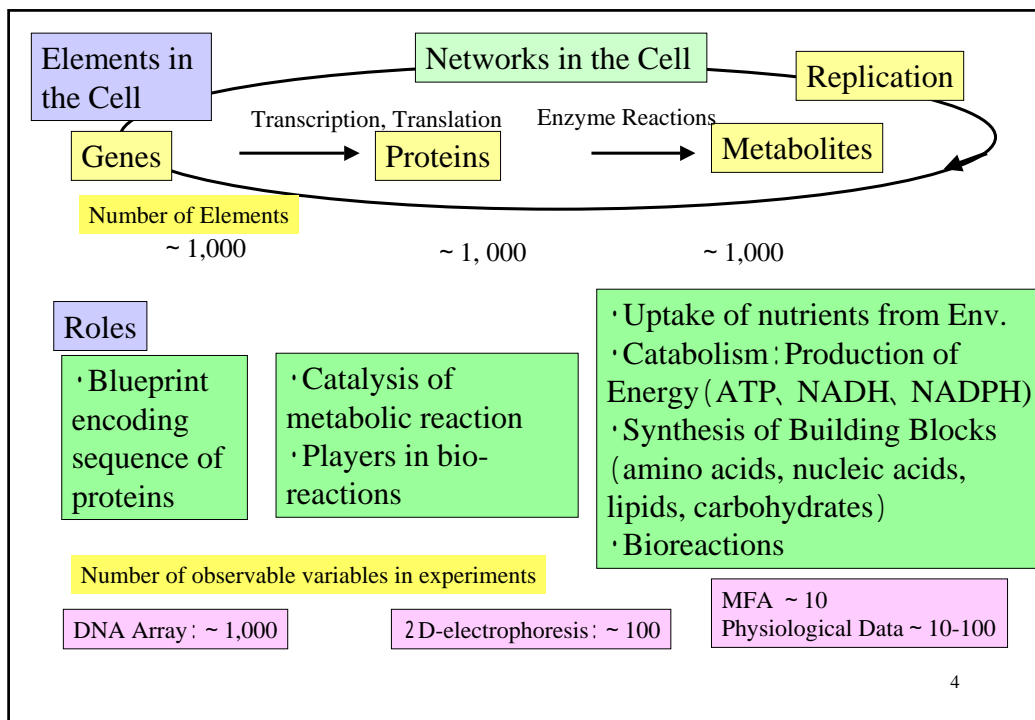 Elements in
the Cell
Networks in the Cell
Replication
Transcription, Translation
Enzyme Reactions
Genes
Proteins
Metabolites
Number of Elements
~ 1,000
~ 1, 000
~ 1,000
Roles
・Blueprint
encoding
sequence of
proteins
・Catalysis of
metabolic reaction
・Players in bio-
reactions
・Uptake of nutrients from Env.
・Catabolism:Production of
Energy(ATP、NADH、NADPH)
・Synthesis of Building Blocks
(amino acids, nucleic acids,
lipids, carbohydrates)
・Bioreactions
Number of observable variables in experiments
DNA Array:~ 1,000
2D-electrophoresis:~ 100
MFA ~ 10
Physiological Data ~ 10-100
4